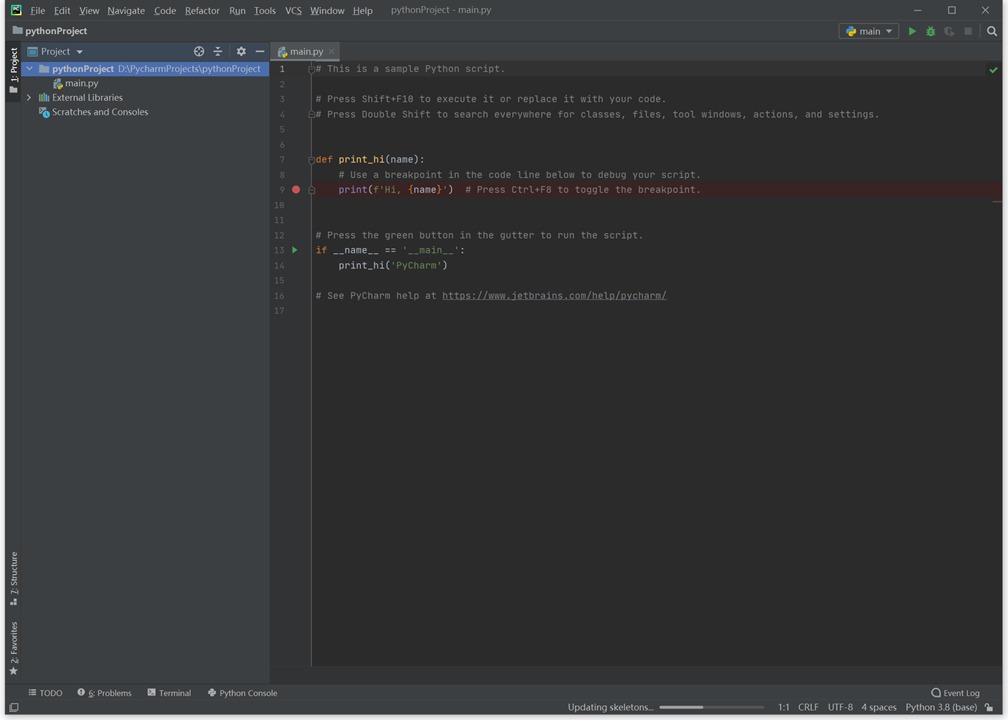 File Edit View Navigate Code Refactor Run Tools VCS Window Help pythonProject - main.py
pythonProject
main
1: Project
Project
main.py
pythonProject D:\PycharmProjects\pythonProject
main.py
External Libraries
Scratches and Consoles
1 # This is a sample Python script.
2
3 # Press Shift+F10 to execute it or replace it with your code.
4 # Press Double Shift to search everywhere for classes, files, tool windows, actions, and settings.
5
6
7 def print_hi(name):
8 # Use a breakpoint in the code line below to debug your script.
9 print(f'Hi, {name}') # Press Ctrl+F8 to toggle the breakpoint.
10
11
12 # Press the green button in the gutter to run the script.
13 if __name__ == '__main__':
14 print_hi('PyCharm')
15
16 # See PyCharm help at https://www.jetbrains.com/help/pycharm/
17
7: Structure
2: Favorites
TODO 6: Problems Terminal Python Console Event Log
Updating skeletons... 1:1 CRLF UTF-8 4 spaces Python 3.8 (base)